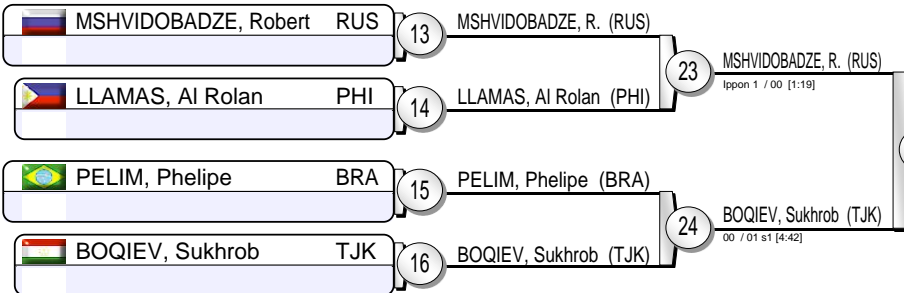 MSHVIDOBADZE, Robert RUS
13
MSHVIDOBADZE, R. (RUS)
23
MSHVIDOBADZE, R. (RUS)
Ippon 1 / 00 [1:19]
LLAMAS, Al Rolan PHI
14
LLAMAS, Al Rolan (PHI)
PELIM, Phelipe BRA
15
PELIM, Phelipe (BRA)
24
BOQIEV, Sukhrob (TJK)
00 / 01 s1 [4:42]
BOQIEV, Sukhrob TJK
16
BOQIEV, Sukhrob (TJK)